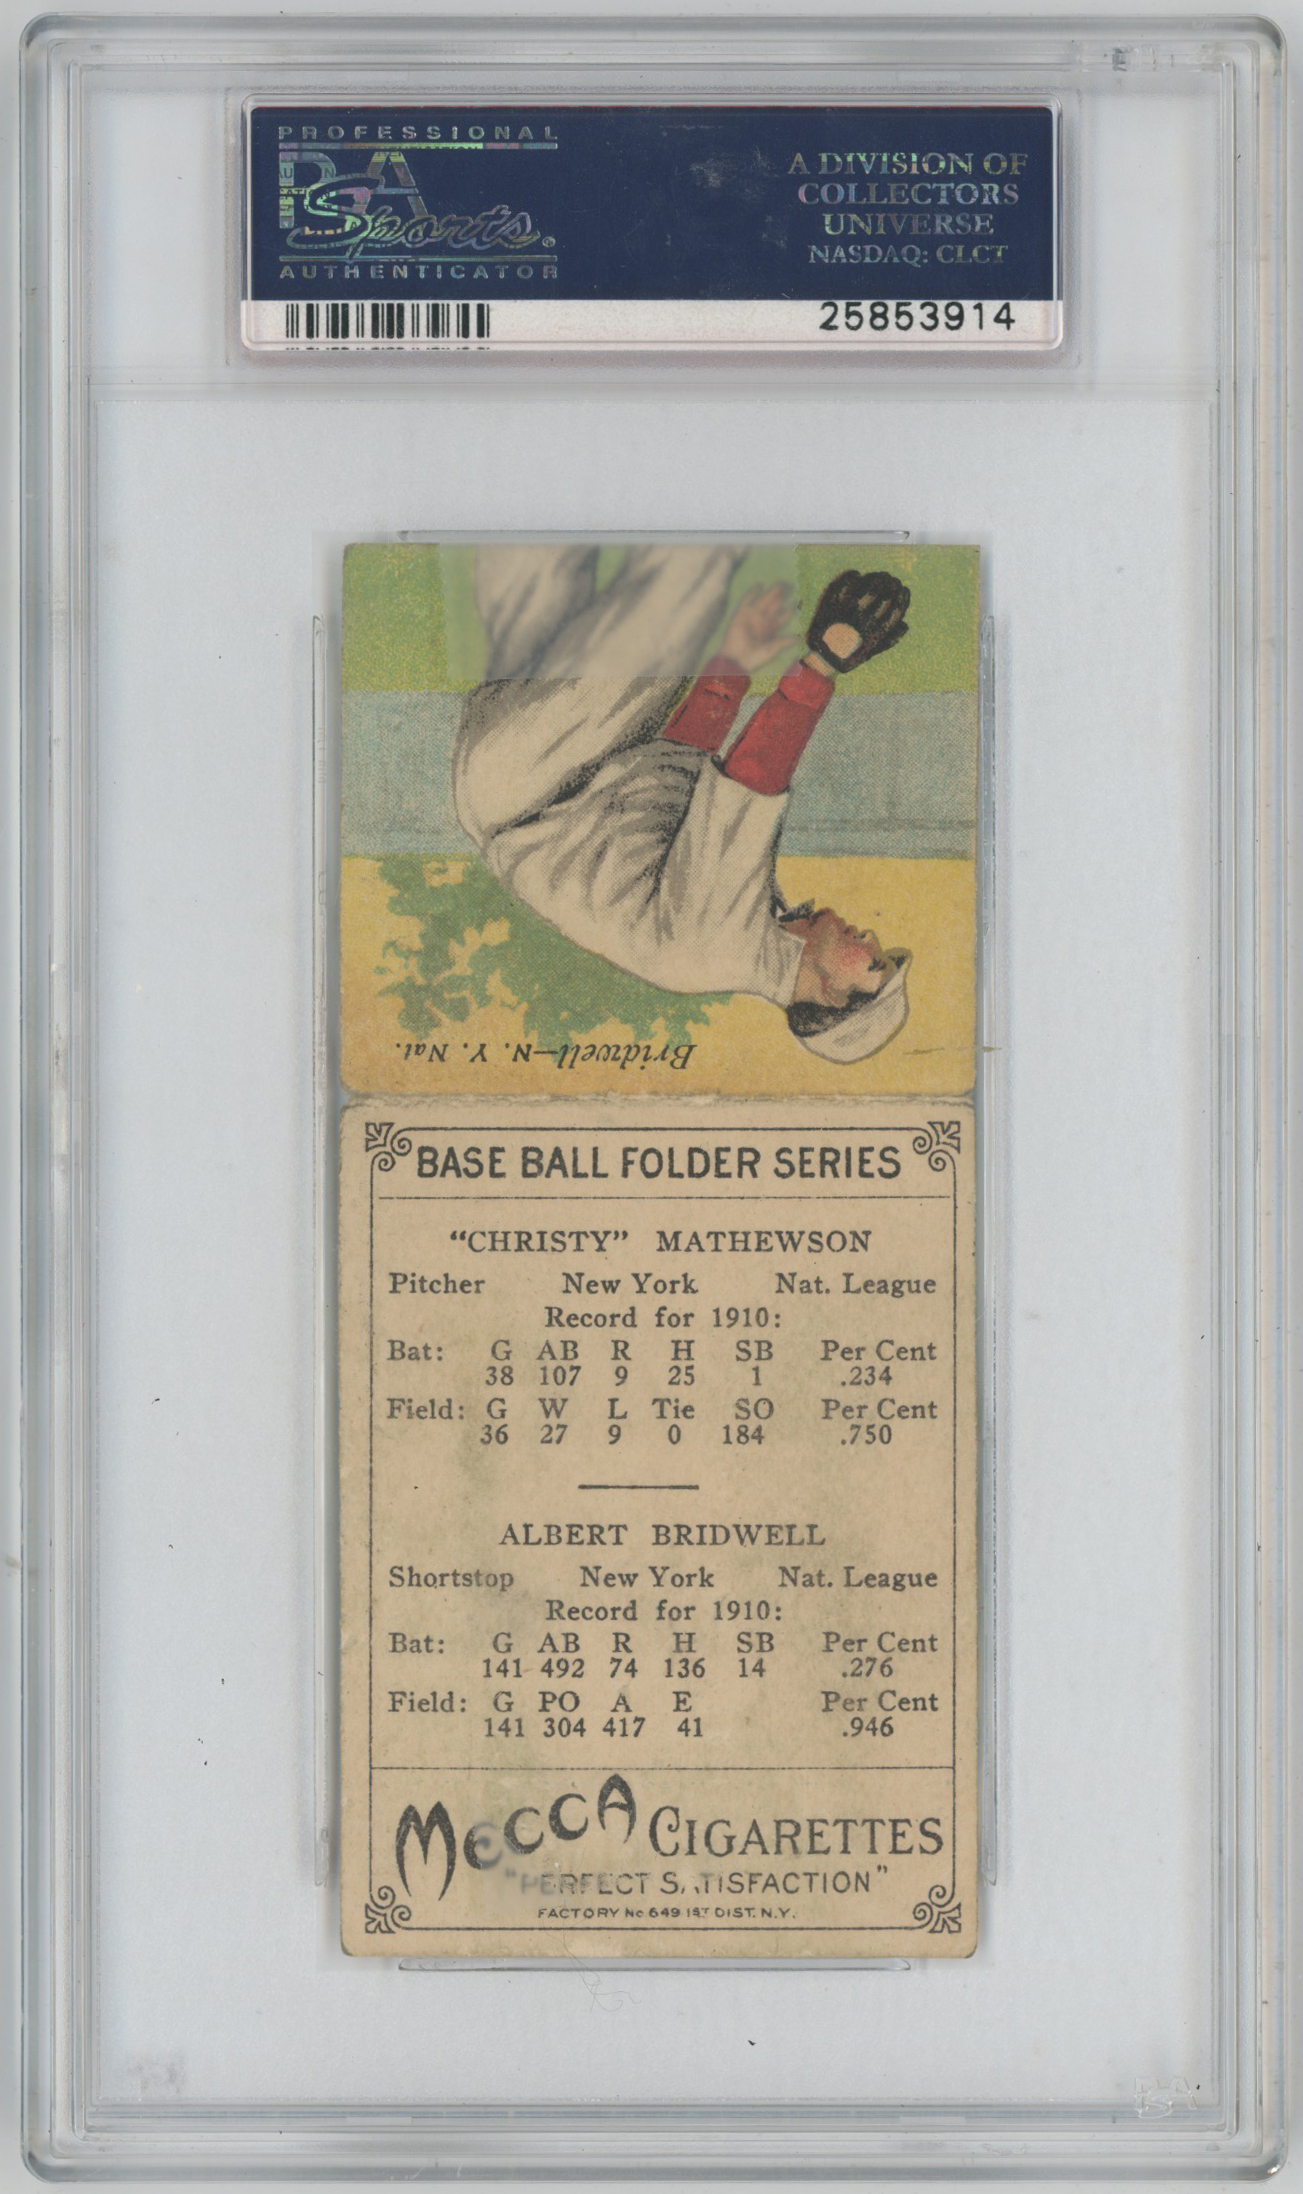 PROFESSIONAL
PSA
Sports
AUTHENTICATOR
A DIVISION OF
COLLECTORS
UNIVERSE
NASDAQ: CLCT
25853914
Bridwell—N. Y. Nat.
BASE BALL FOLDER SERIES
"CHRISTY" MATHEWSON
Pitcher New York Nat. League
Record for 1910:
Bat: G AB R H SB Per Cent
38 107 9 25 1 .234
Field: G W L Tie SO Per Cent
36 27 9 0 184 .750
ALBERT BRIDWELL
Shortstop New York Nat. League
Record for 1910:
Bat: G AB R H SB Per Cent
141 492 74 136 14 .276
Field: G PO A E Per Cent
141 304 417 41 .946
MECCA CIGARETTES
"PERFECT SATISFACTION"
FACTORY No 649 1ST DIST. N.Y.
PSA